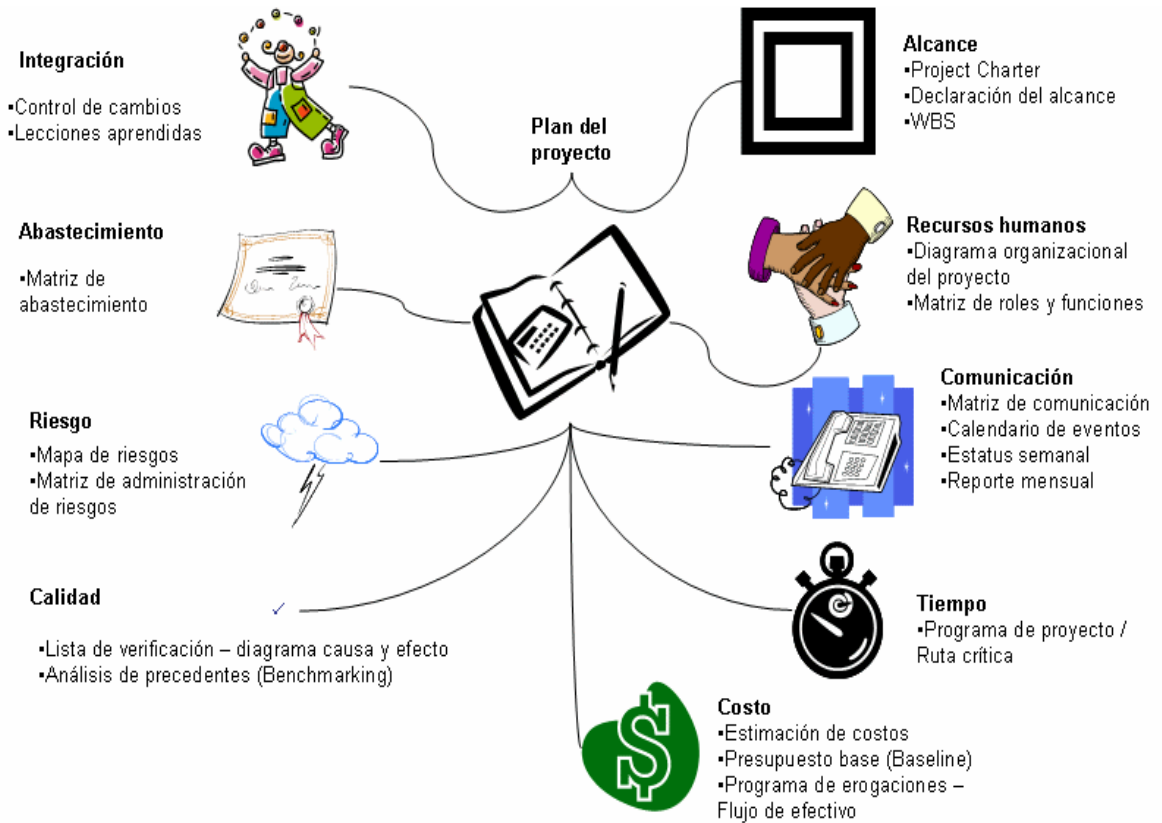 Integración
▪Control de cambios
▪Lecciones aprendidas
Plan del
proyecto
Alcance
▪Project Charter
▪Declaración del alcance
▪WBS
Abastecimiento
▪Matriz de
abastecimiento
Recursos humanos
▪Diagrama organizacional
del proyecto
▪Matriz de roles y funciones
Riesgo
▪Mapa de riesgos
▪Matriz de administración
de riesgos
Comunicación
▪Matriz de comunicación
▪Calendario de eventos
▪Estatus semanal
▪Reporte mensual
Calidad
▪Lista de verificación – diagrama causa y efecto
▪Análisis de precedentes (Benchmarking)
Tiempo
▪Programa de proyecto /
Ruta crítica
Costo
▪Estimación de costos
▪Presupuesto base (Baseline)
▪Programa de erogaciones –
Flujo de efectivo